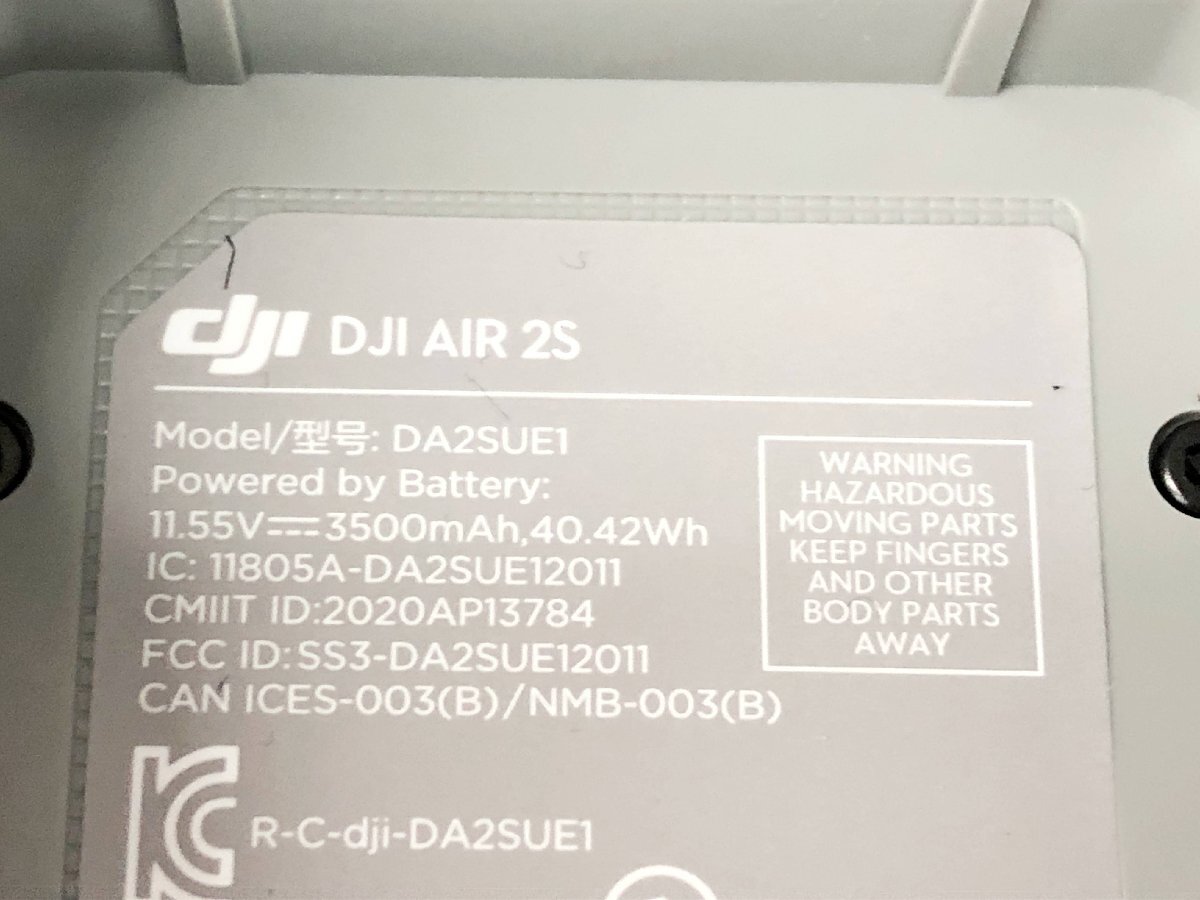 dji DJI AIR 2S
Model/型号: DA2SUE1
Powered by Battery:
11.55V⎓3500mAh,40.42Wh
IC: 11805A-DA2SUE12011
CMIIT ID:2020AP13784
FCC ID:SS3-DA2SUE12011
CAN ICES-003(B)/NMB-003(B)
WARNING
HAZARDOUS
MOVING PARTS
KEEP FINGERS
AND OTHER
BODY PARTS
AWAY
R-C-dji-DA2SUE1